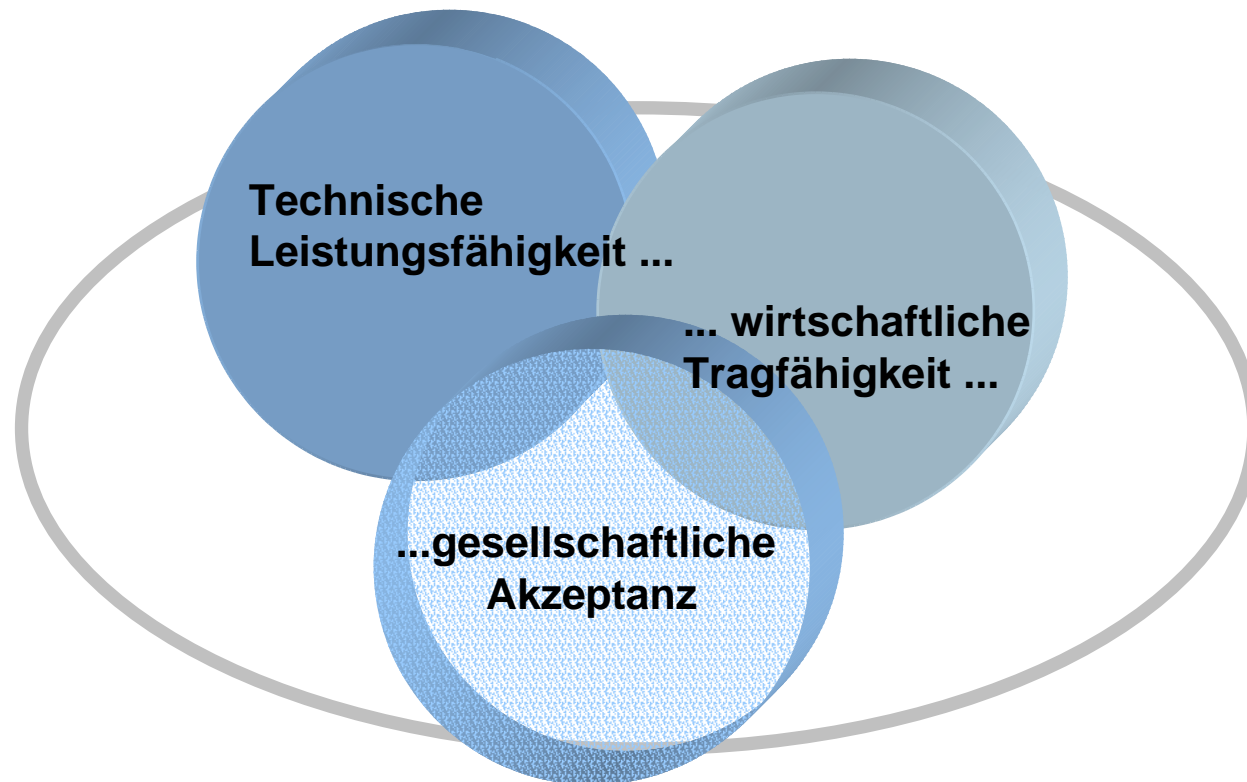 Technische
Leistungsfähigkeit ...
... wirtschaftliche
Tragfähigkeit ...
...gesellschaftliche
Akzeptanz